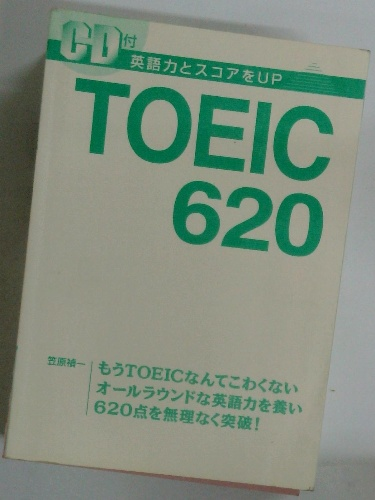 CD付
英語力とスコアをUP
TOEIC
620
笠原禎一
もうTOEICなんてこわくない
オールラウンドな英語力を養い
620点を無理なく突破!